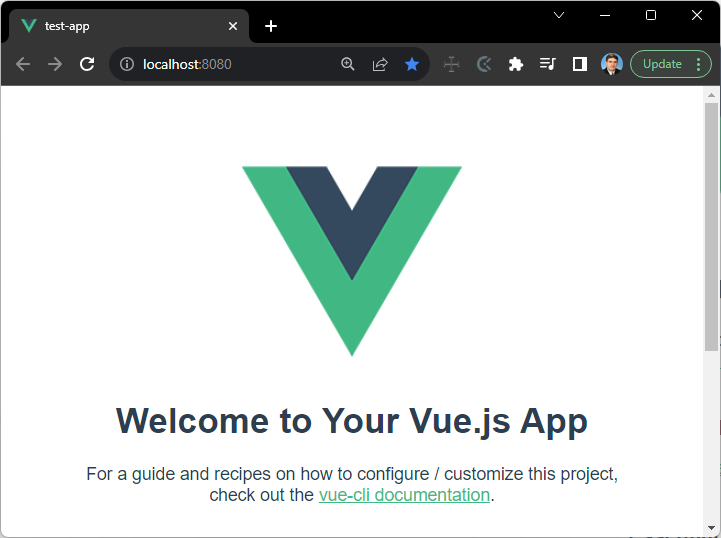 test-app
localhost:8080
Update
Welcome to Your Vue.js App
For a guide and recipes on how to configure / customize this project,
check out the vue-cli documentation.